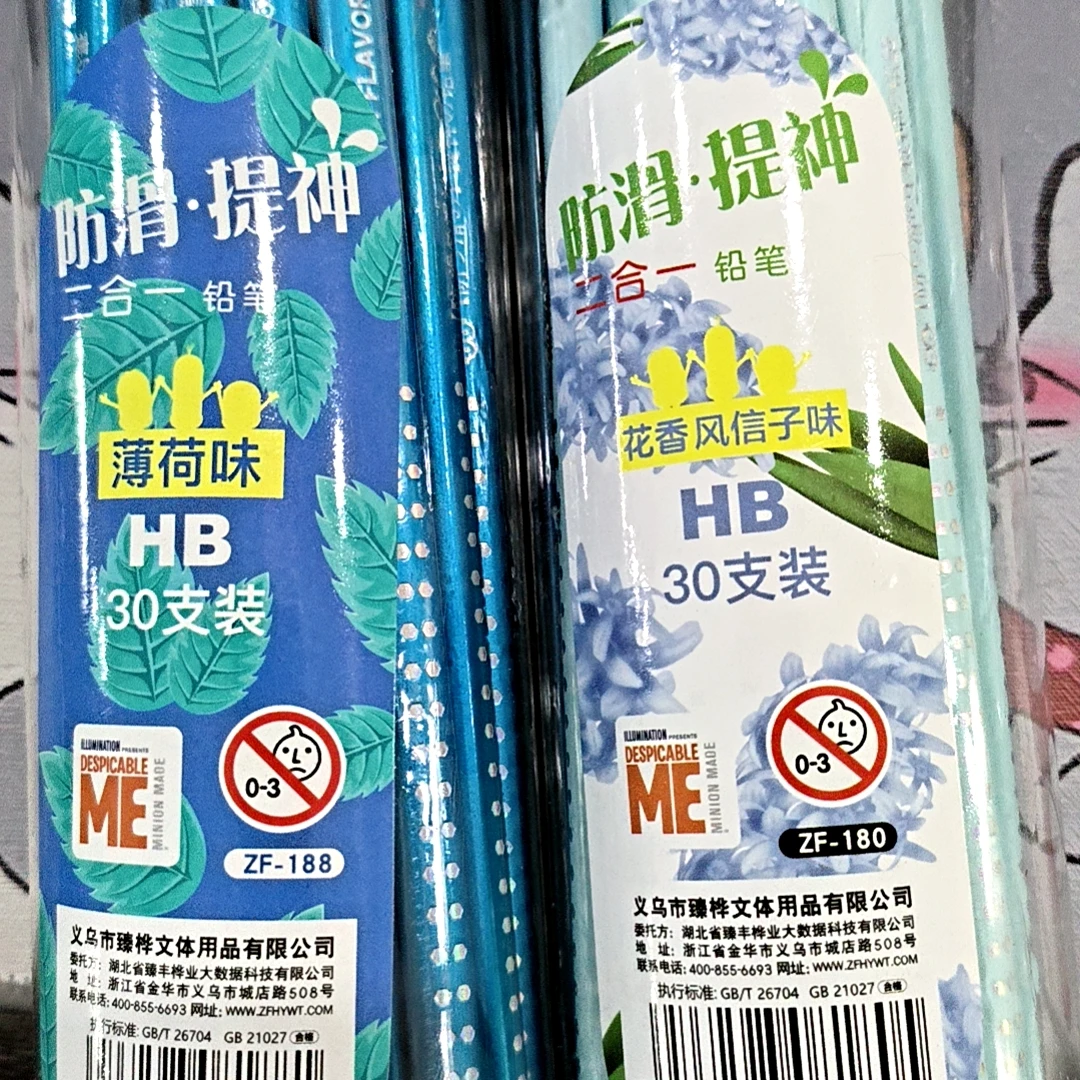 FLAVOR
防滑·提神
二合一 铅笔
薄荷味
HB
30支装
ILLUMINATION PRESENTS
DESPICABLE
ME
MINION MADE
0-3
ZF-188
义乌市臻桦文体用品有限公司
委托方: 湖北省臻丰桦业大数据科技有限公司
地 址: 浙江省金华市义乌市城店路508号
联系电话: 400-855-6693 网址: WWW.ZFHYWT.COM
执行标准: GB/T 26704 GB 21027 合格
防滑·提神
二合一 铅笔
花香风信子味
HB
30支装
ILLUMINATION PRESENTS
DESPICABLE
ME
MINION MADE
0-3
ZF-180
义乌市臻桦文体用品有限公司
委托方: 湖北省臻丰桦业大数据科技有限公司
地 址: 浙江省金华市义乌市城店路508号
联系电话: 400-855-6693 网址: WWW.ZFHYWT.COM
执行标准: GB/T 26704 GB 21027 合格